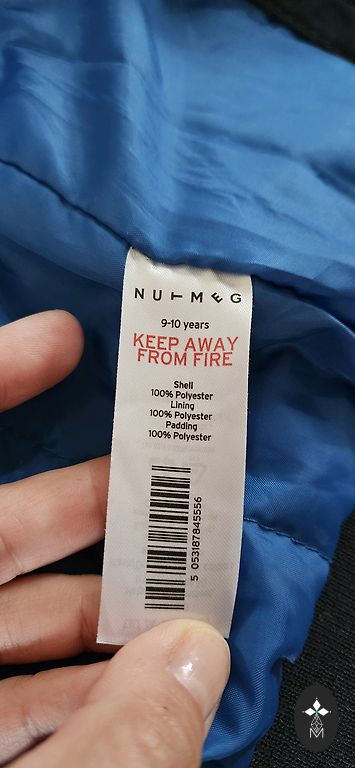 NUTMEG
9-10 years
KEEP AWAY
FROM FIRE
Shell
100% Polyester
Lining
100% Polyester
Padding
100% Polyester
5 053187845556
M